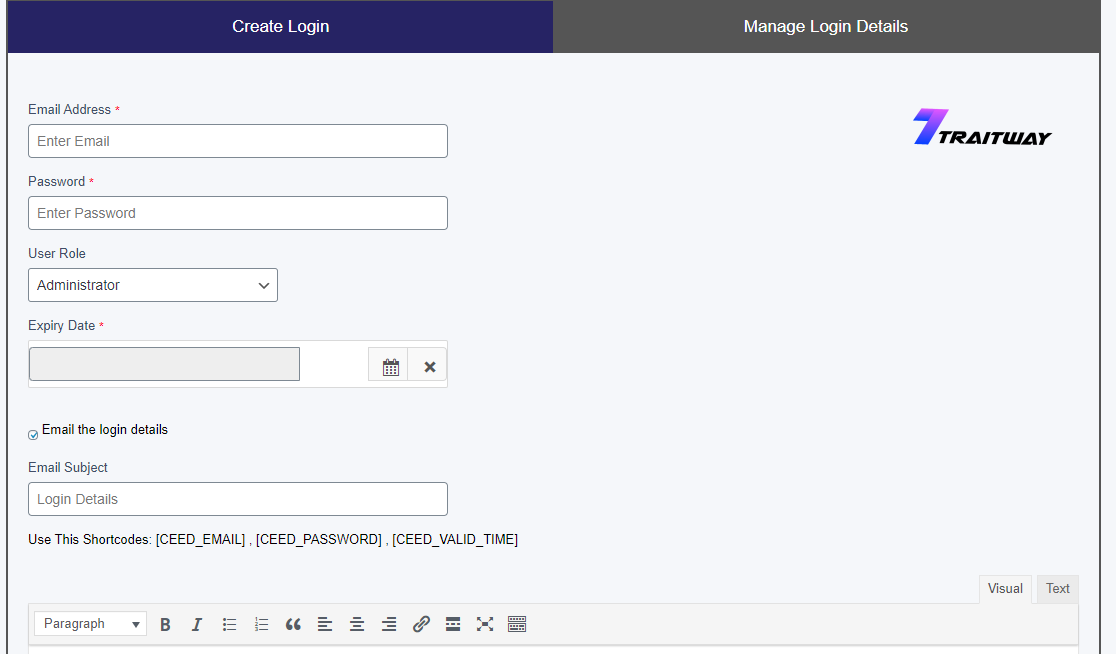 Create Login
Manage Login Details
Email Address *
Enter Email
7 TRAITWAY
Password *
Enter Password
User Role
Administrator
Expiry Date *
Email the login details
Email Subject
Login Details
Use This Shortcodes: [CEED_EMAIL] , [CEED_PASSWORD] , [CEED_VALID_TIME]
Visual Text
Paragraph B I